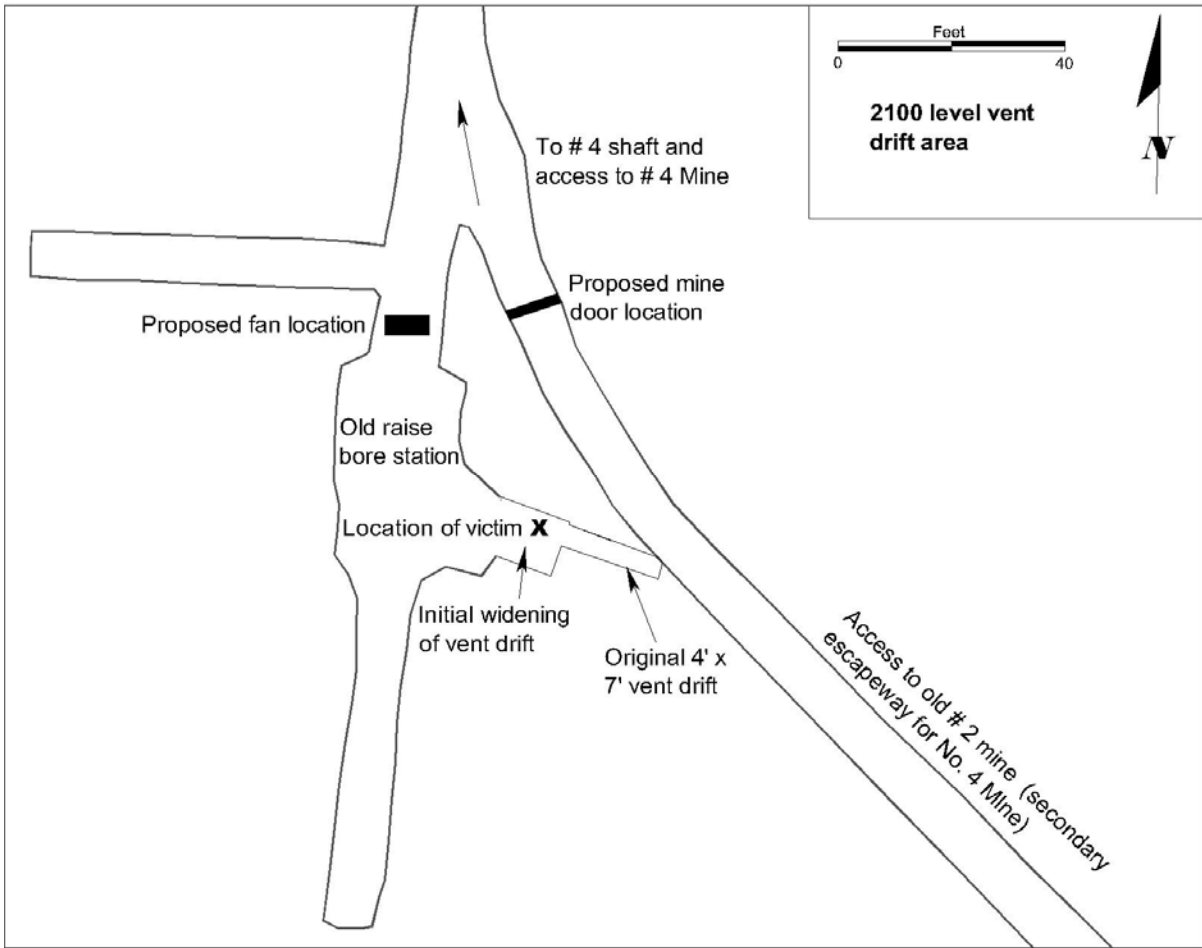 Feet
0
40
2100 level vent
drift area
N
To # 4 shaft and
access to # 4 Mine
Proposed mine
door location
Proposed fan location
Old raise
bore station
Location of victim X
Initial widening
of vent drift
Original 4' x
7' vent drift
Access to old # 2 mine (secondary
escapeway for No. 4 MIne)